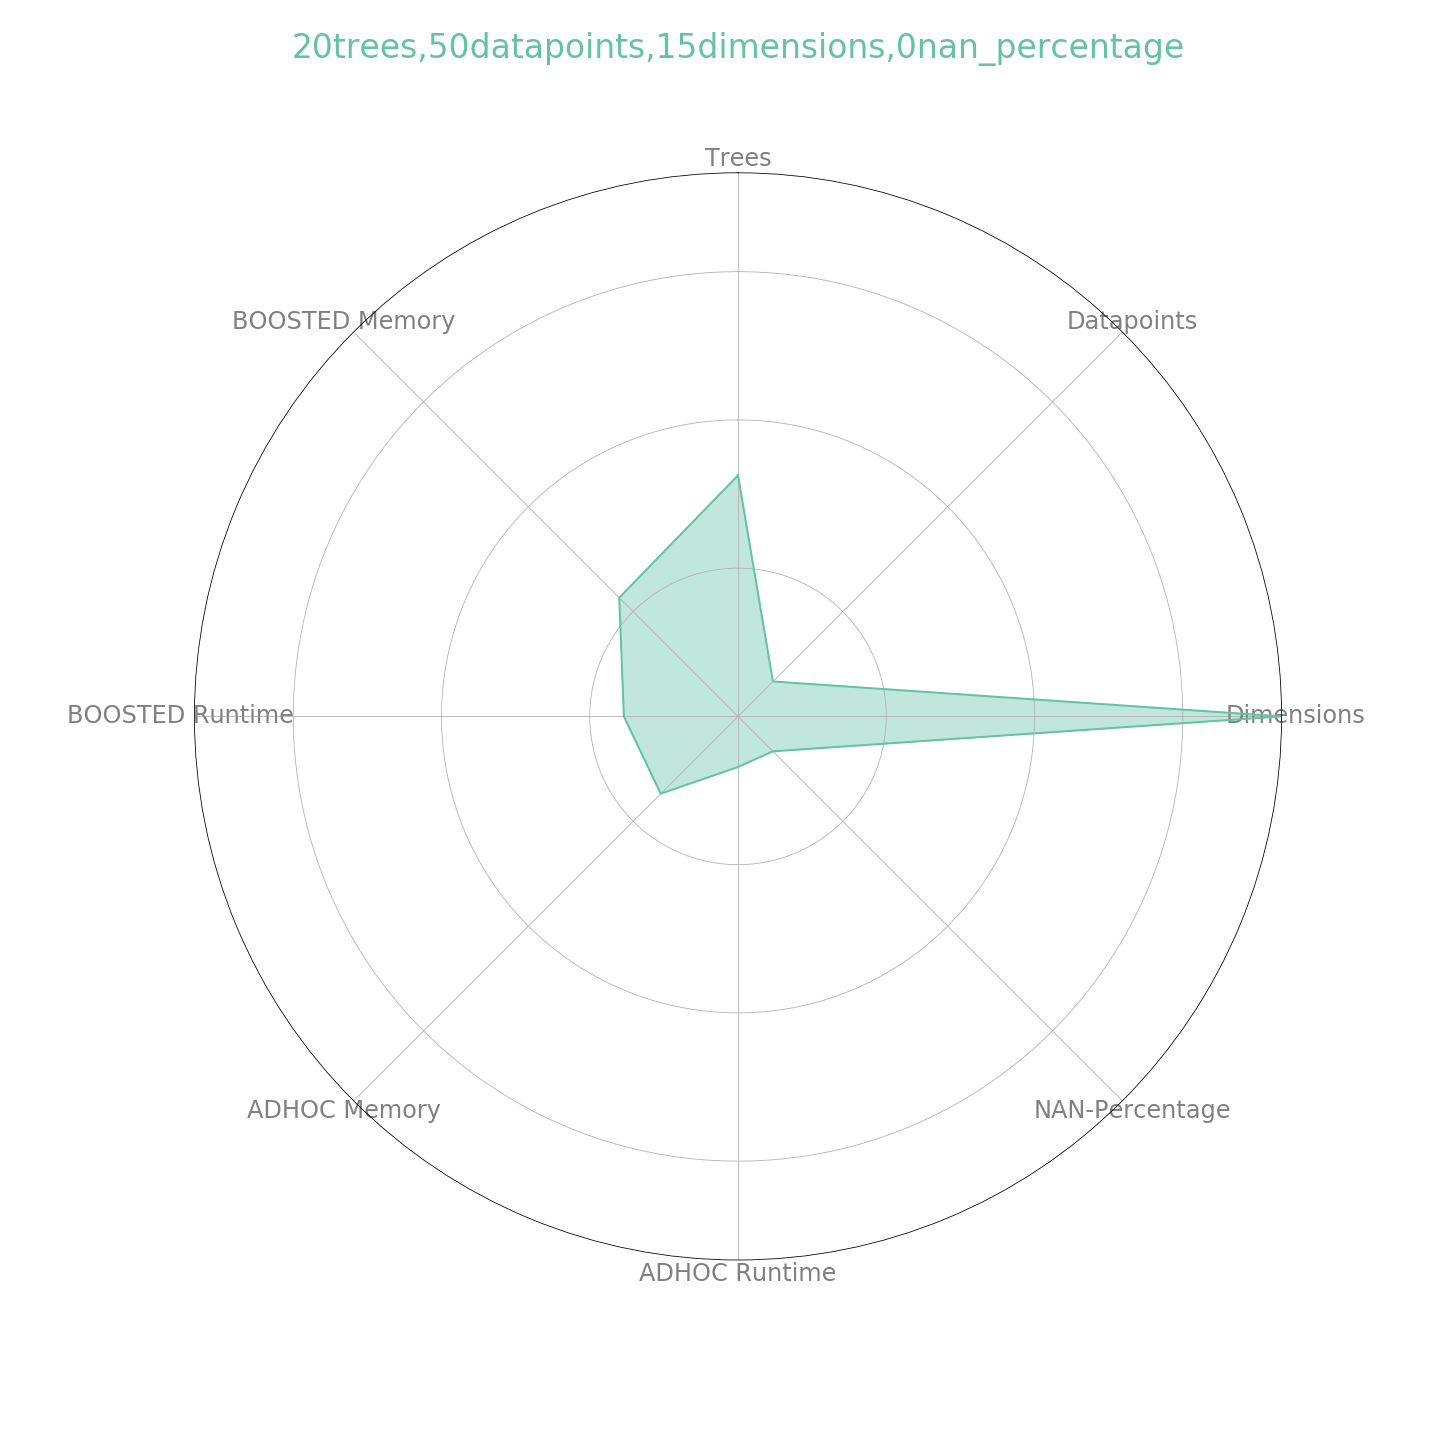 20trees,50datapoints,15dimensions,0nan_percentage
Trees
BOOSTED Memory
Datapoints
BOOSTED Runtime
Dimensions
ADHOC Memory
NAN-Percentage
ADHOC Runtime